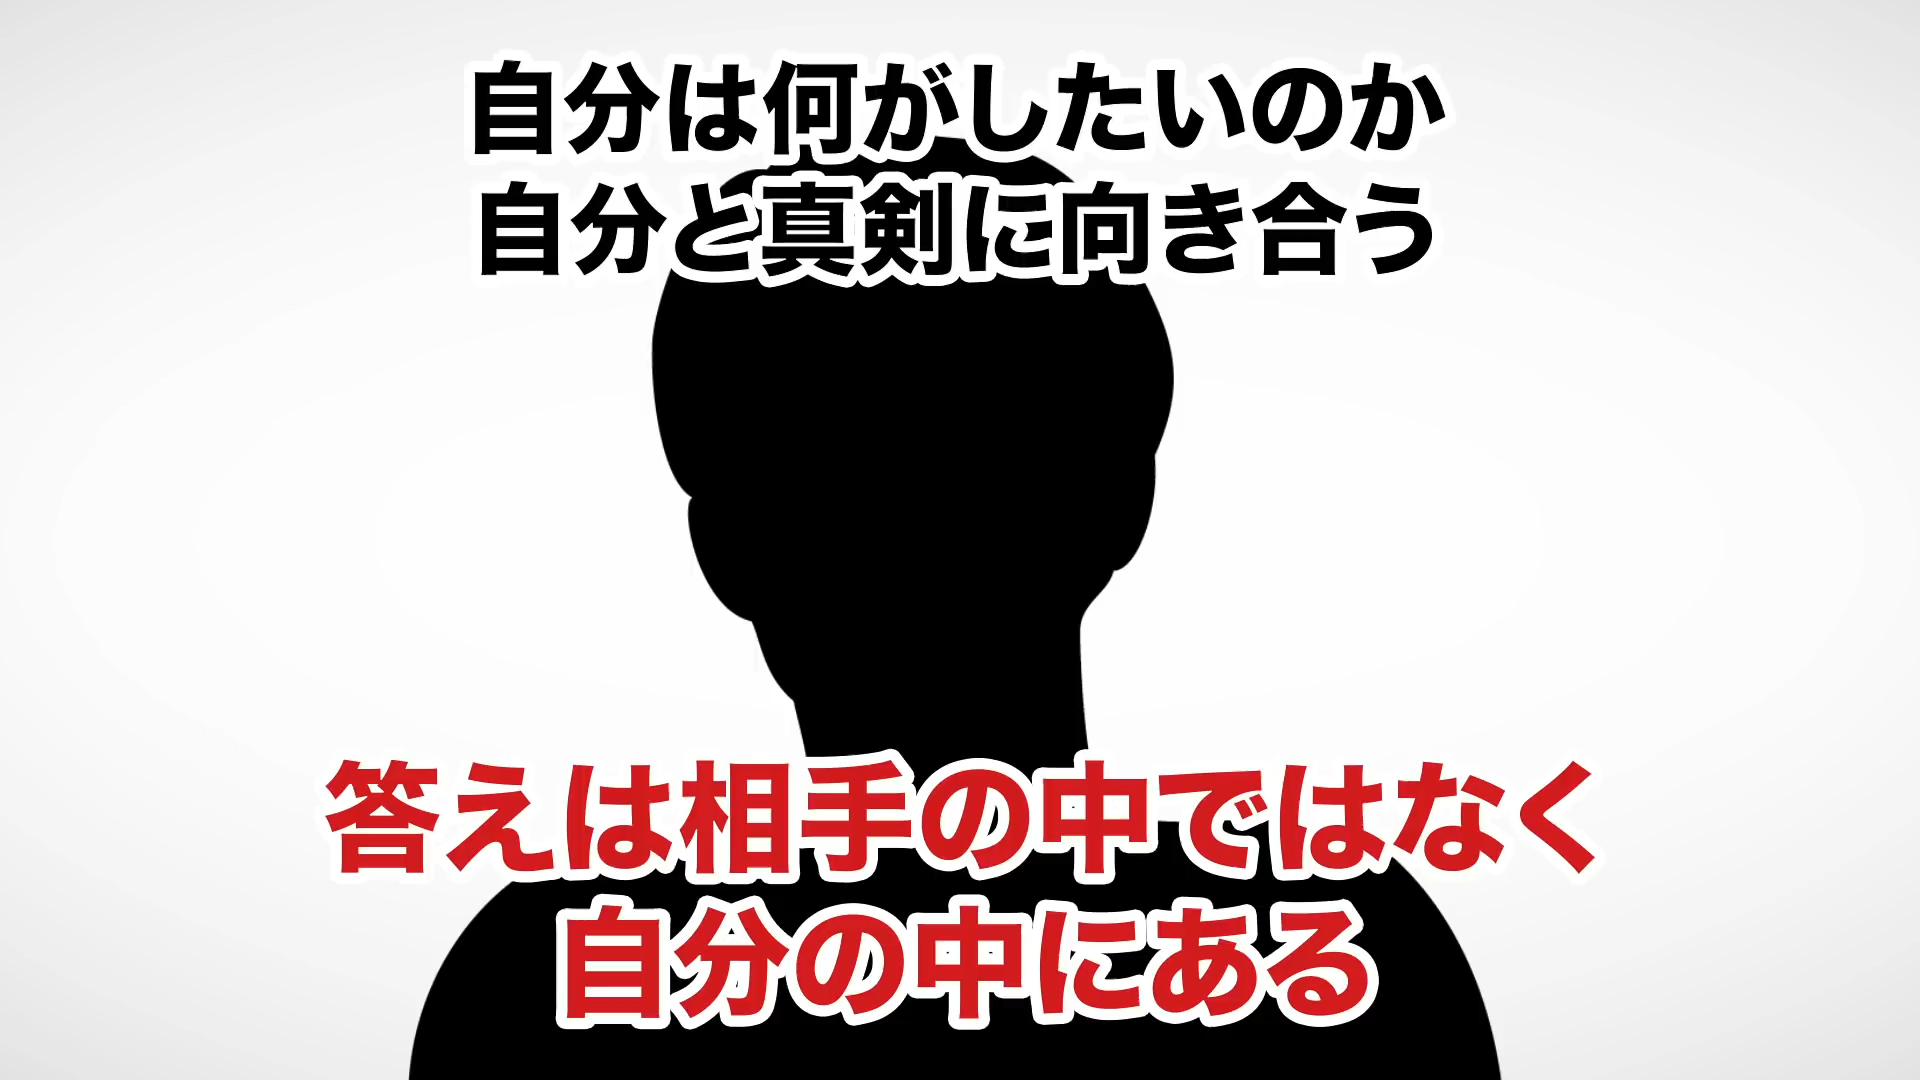 自分は何がしたいのか
自分と真剣に向き合う
答えは相手の中ではなく
自分の中にある